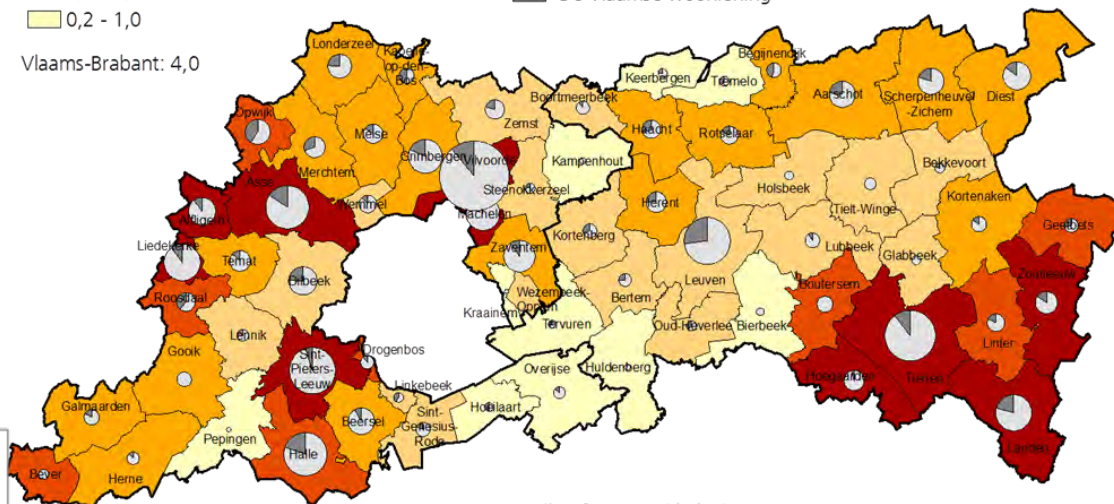 0,2 - 1,0
Vlaams-Brabant: 4,0
Londerzeel
Kapelle-
op-den-
Bos
Opwijk
Merchtem
Meise
Grimbergen
Zemst
Vilvoorde
Boortmeerbeek
Keerbergen
Tremelo
Begijnendijk
Aarschot
Scherpenheuvel
-Zichem
Diest
Haacht
Rotselaar
Kampenhout
Steenokkerzeel
Machelen
Asse
Wemmel
Affligem
Liedekerke
Ternat
Dilbeek
Roosdaal
Lennik
Gooik
Galmaarden
Bever
Herne
Pepingen
Sint-
Pieters-
Leeuw
Drogenbos
Linkebeek
Beersel
Sint-
Genesius-
Rode
Halle
Zaventem
Kraainem
Wezembeek-
Oppem
Tervuren
Overijse
Hoeilaart
Huldenberg
Kortenberg
Herent
Bertem
Leuven
Oud-Heverlee
Bierbeek
Holsbeek
Tielt-Winge
Lubbeek
Bekkevoort
Kortenaken
Glabbeek
Geetbets
Zoutleeuw
Boutersem
Linter
Hoegaarden
Tienen
Landen